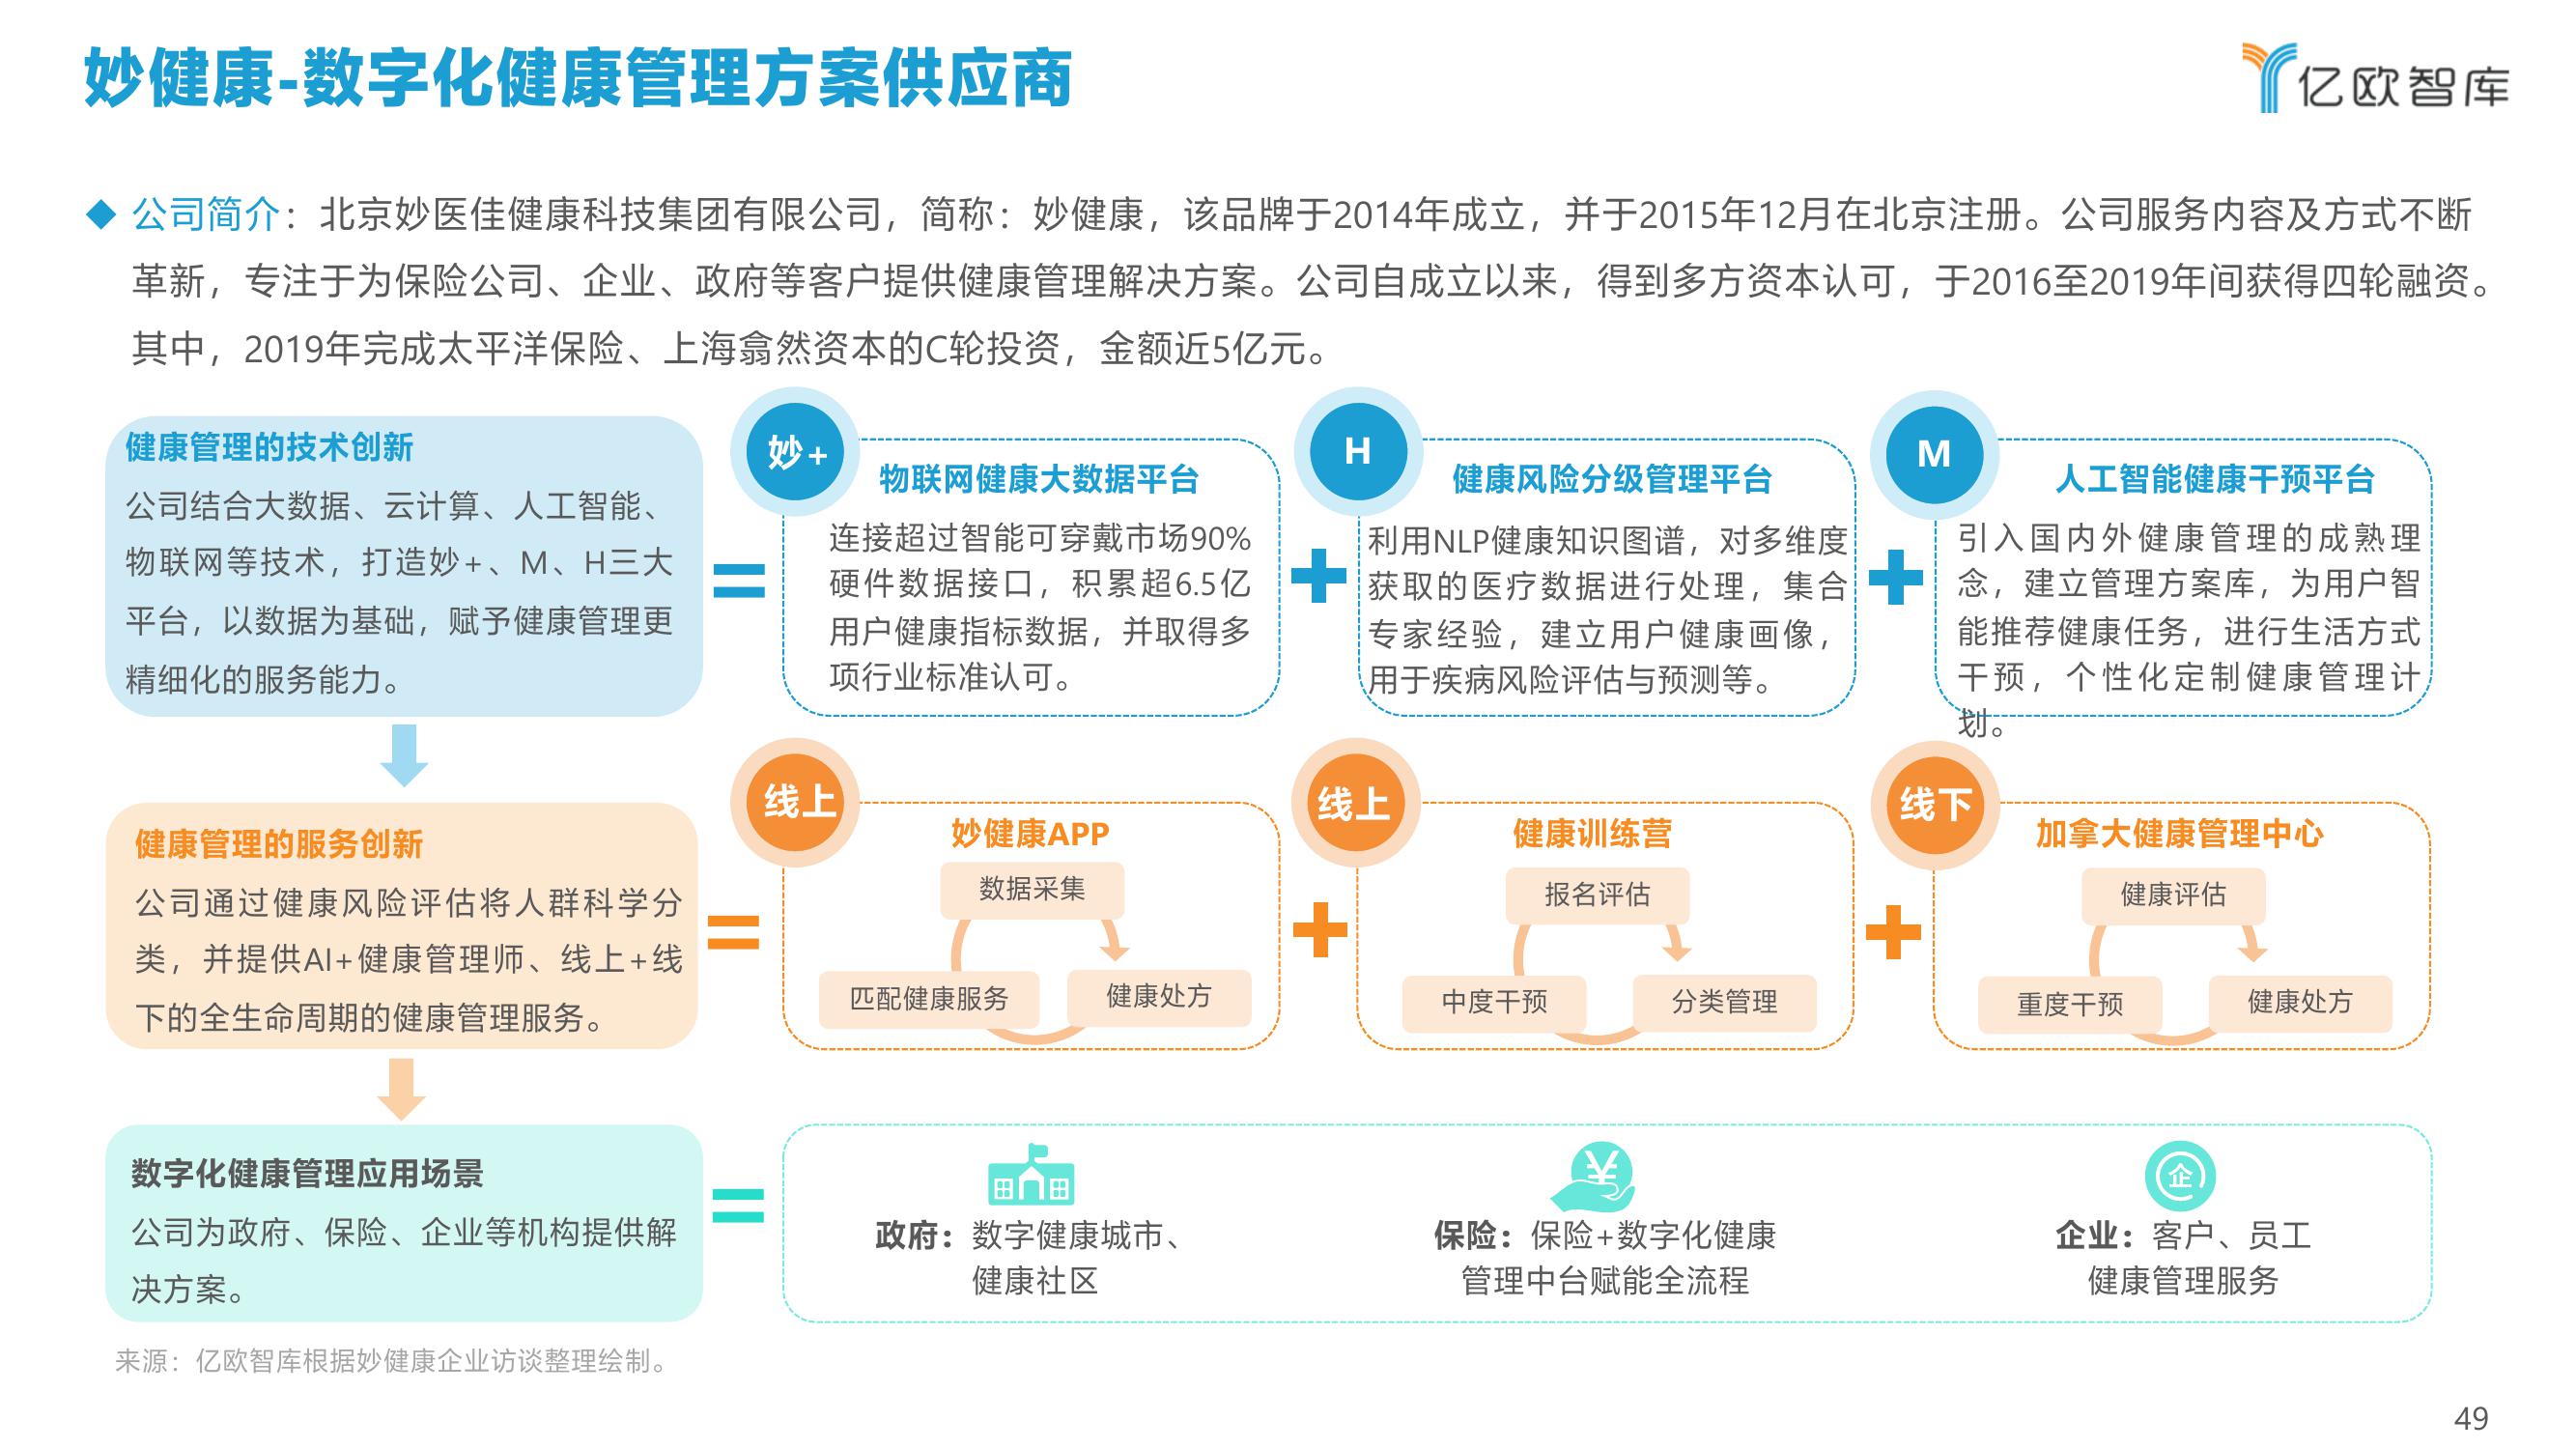 妙健康-数字化健康管理方案供应商
亿欧智库
公司简介：北京妙医佳健康科技集团有限公司，简称：妙健康，该品牌于2014年成立，并于2015年12月在北京注册。公司服务内容及方式不断
革新，专注于为保险公司、企业、政府等客户提供健康管理解决方案。公司自成立以来，得到多方资本认可，于2016至2019年间获得四轮融资。
其中，2019年完成太平洋保险、上海翕然资本的C轮投资，金额近5亿元。
健康管理的技术创新
公司结合大数据、云计算、人工智能、
物联网等技术，打造妙+、M、H三大
平台，以数据为基础，赋予健康管理更
精细化的服务能力。
=
妙+
物联网健康大数据平台
连接超过智能可穿戴市场90%
硬件数据接口，积累超6.5亿
用户健康指标数据，并取得多
项行业标准认可。
+
H
健康风险分级管理平台
利用NLP健康知识图谱，对多维度
获取的医疗数据进行处理，集合
专家经验，建立用户健康画像，
用于疾病风险评估与预测等。
+
M
人工智能健康干预平台
引入国内外健康管理的成熟理
念，建立管理方案库，为用户智
能推荐健康任务，进行生活方式
干预，个性化定制健康管理计
划。
健康管理的服务创新
公司通过健康风险评估将人群科学分
类，并提供AI+健康管理师、线上+线
下的全生命周期的健康管理服务。
=
线上
妙健康APP
数据采集
匹配健康服务
健康处方
+
线上
健康训练营
报名评估
中度干预
分类管理
+
线下
加拿大健康管理中心
健康评估
重度干预
健康处方
数字化健康管理应用场景
公司为政府、保险、企业等机构提供解
决方案。
=
政府：数字健康城市、
健康社区
¥
保险：保险+数字化健康
管理中台赋能全流程
企
企业：客户、员工
健康管理服务
来源：亿欧智库根据妙健康企业访谈整理绘制。
49